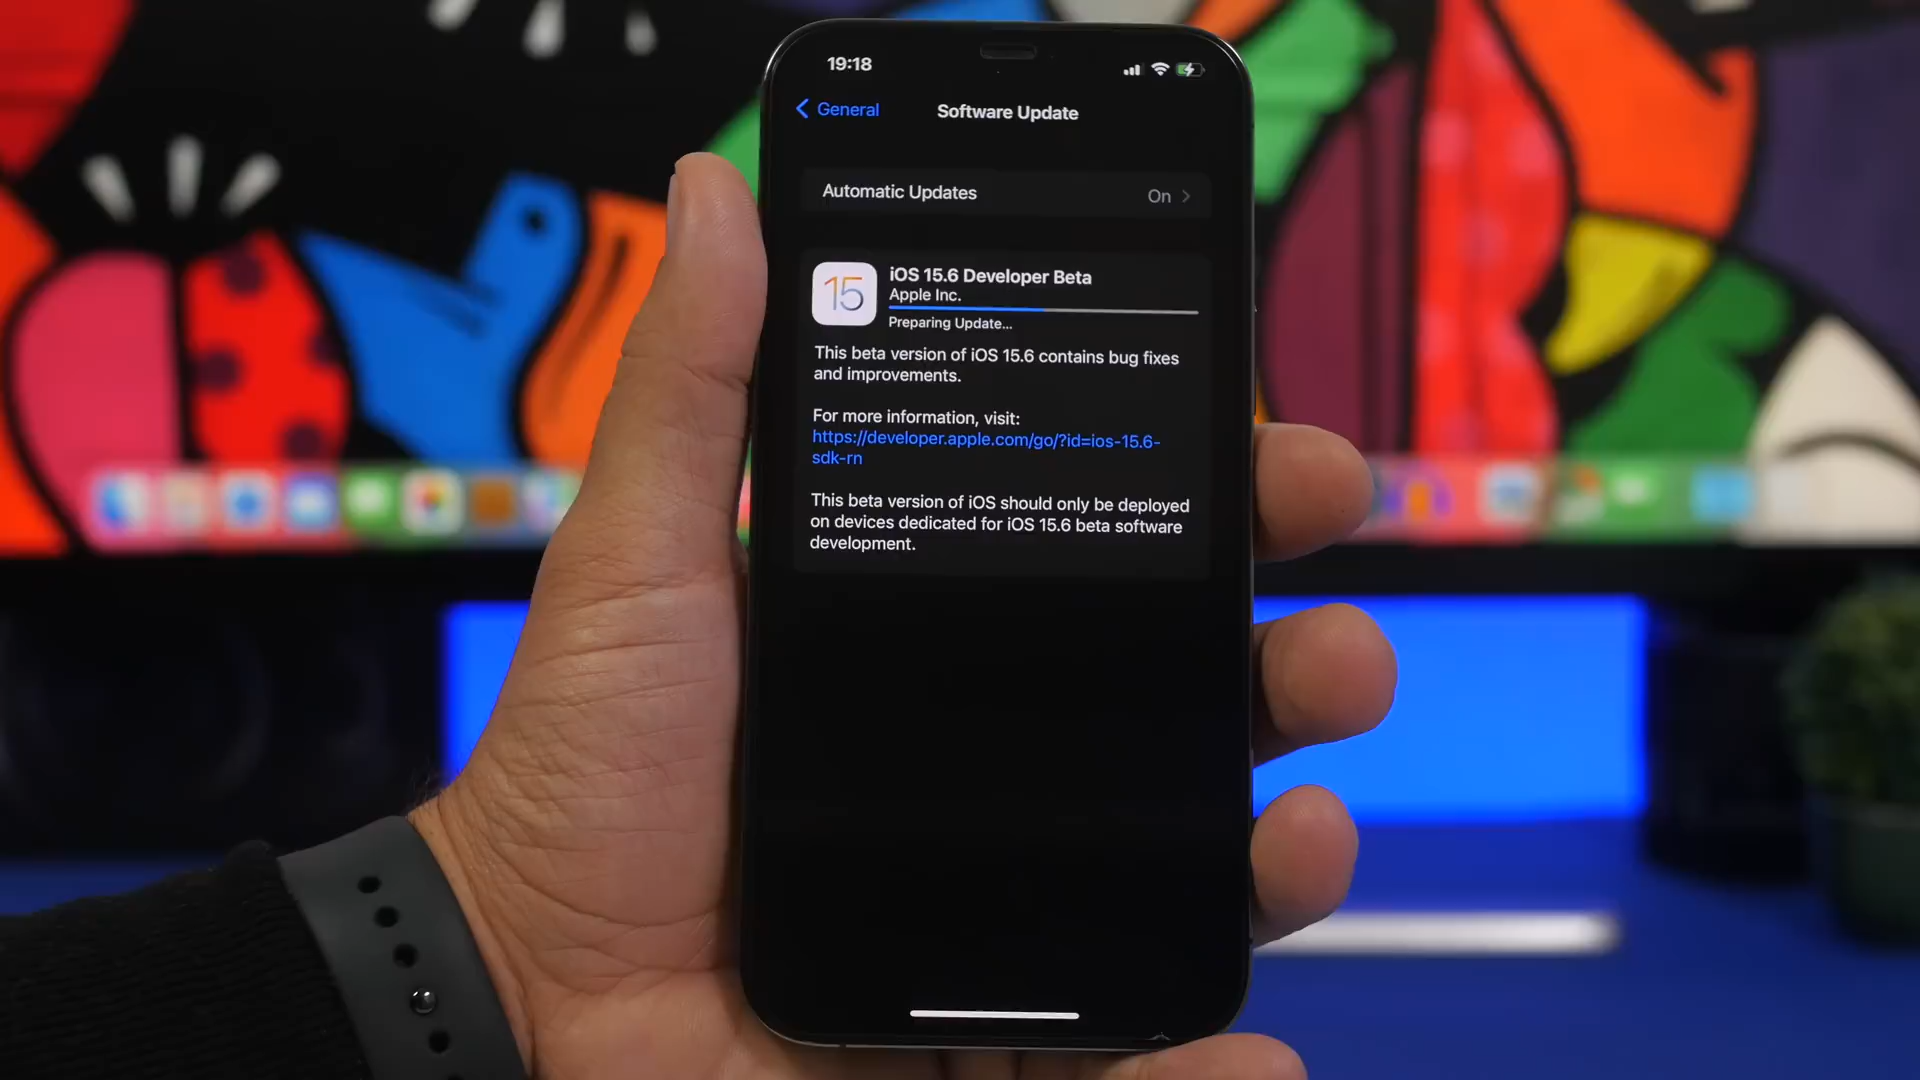 19:18
General
Software Update
Automatic Updates
On
15
iOS 15.6 Developer Beta
Apple Inc.
Preparing Update...
This beta version of iOS 15.6 contains bug fixes
and improvements.
For more information, visit:
https://developer.apple.com/go/?id=ios-15.6-
sdk-rn
This beta version of iOS should only be deployed
on devices dedicated for iOS 15.6 beta software
development.